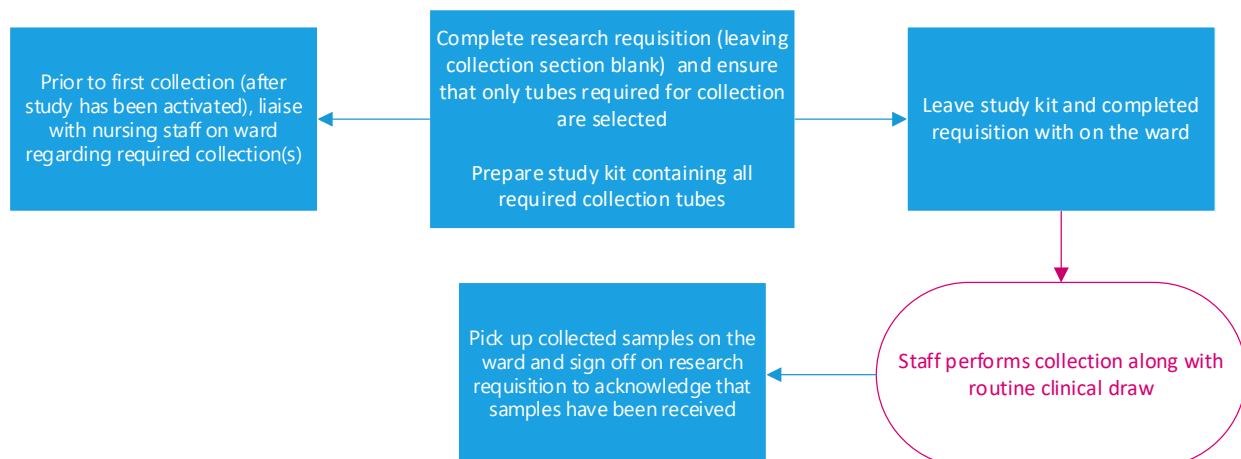 Prior to first collection (after
study has been activated), liaise
with nursing staff on ward
regarding required collection(s)
Complete research requisition (leaving
collection section blank) and ensure
that only tubes required for collection
are selected
Prepare study kit containing all
required collection tubes
Leave study kit and completed
requisition with on the ward
Staff performs collection along with
routine clinical draw
Pick up collected samples on the
ward and sign off on research
requisition to acknowledge that
samples have been received